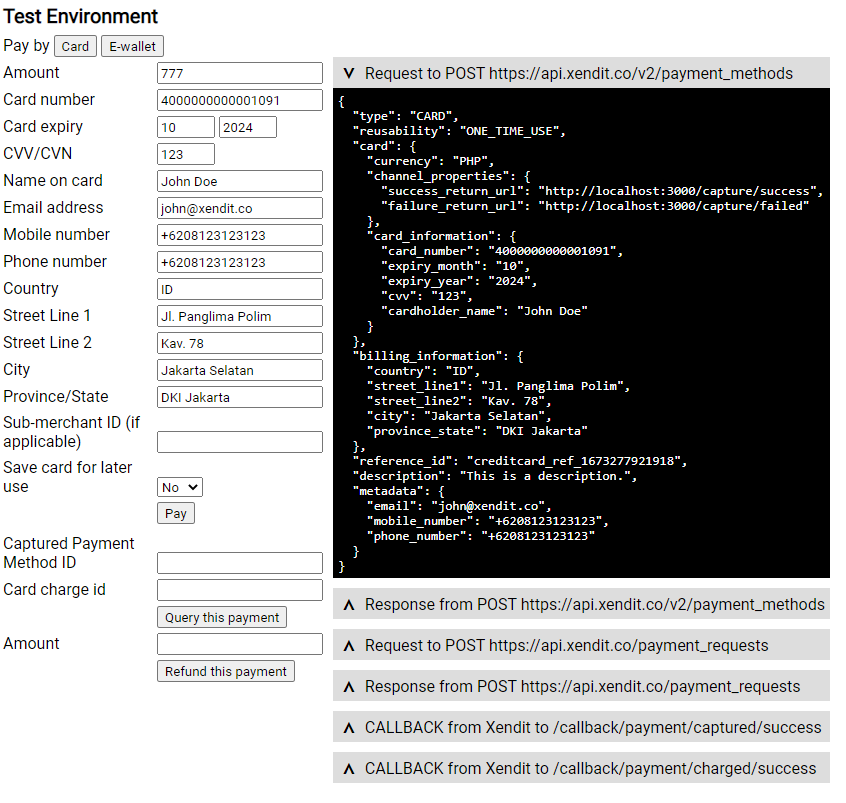 Test Environment
Pay by Card E-wallet
Amount 777
Card number 4000000000001091
Card expiry 10 2024
CVV/CVN 123
Name on card John Doe
Email address john@xendit.co
Mobile number +6208123123123
Phone number +6208123123123
Country ID
Street Line 1 Jl. Panglima Polim
Street Line 2 Kav. 78
City Jakarta Selatan
Province/State DKI Jakarta
Sub-merchant ID (if
applicable)
Save card for later
use No
Pay
Captured Payment
Method ID
Card charge id
Query this payment
Amount
Refund this payment
Request to POST https://api.xendit.co/v2/payment_methods
{
  "type": "CARD",
  "reusability": "ONE_TIME_USE",
  "card": {
    "currency": "PHP",
    "channel_properties": {
      "success_return_url": "http://localhost:3000/capture/success",
      "failure_return_url": "http://localhost:3000/capture/failed"
    },
    "card_information": {
      "card_number": "4000000000001091",
      "expiry_month": "10",
      "expiry_year": "2024",
      "cvv": "123",
      "cardholder_name": "John Doe"
    }
  },
  "billing_information": {
    "country": "ID",
    "street_line1": "Jl. Panglima Polim",
    "street_line2": "Kav. 78",
    "city": "Jakarta Selatan",
    "province_state": "DKI Jakarta"
  },
  "reference_id": "creditcard_ref_1673277921918",
  "description": "This is a description.",
  "metadata": {
    "email": "john@xendit.co",
    "mobile_number": "+6208123123123",
    "phone_number": "+6208123123123"
  }
}
Response from POST https://api.xendit.co/v2/payment_methods
Request to POST https://api.xendit.co/payment_requests
Response from POST https://api.xendit.co/payment_requests
CALLBACK from Xendit to /callback/payment/captured/success
CALLBACK from Xendit to /callback/payment/charged/success